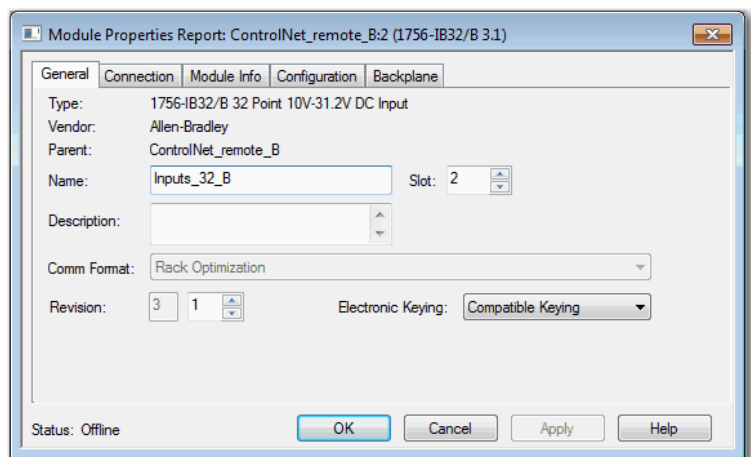 Module Properties Report: ControlNet_remote_B:2 (1756-IB32/B 3.1)
General Connection Module Info Configuration Backplane
Type: 1756-IB32/B 32 Point 10V-31.2V DC Input
Vendor: Allen-Bradley
Parent: ControlNet_remote_B
Name: Inputs_32_B Slot: 2
Description:
Comm Format: Rack Optimization
Revision: 3 1 Electronic Keying: Compatible Keying
Status: Offline OK Cancel Apply Help